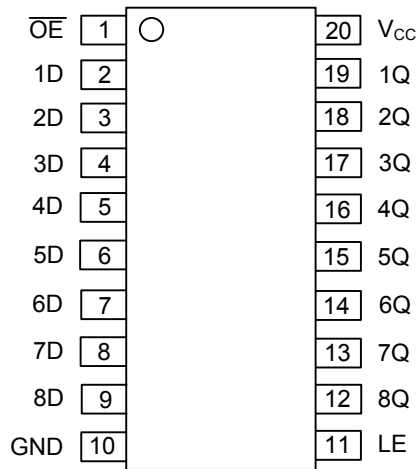 O̅E̅ 1 20 VCC
1D 2 19 1Q
2D 3 18 2Q
3D 4 17 3Q
4D 5 16 4Q
5D 6 15 5Q
6D 7 14 6Q
7D 8 13 7Q
8D 9 12 8Q
GND 10 11 LE